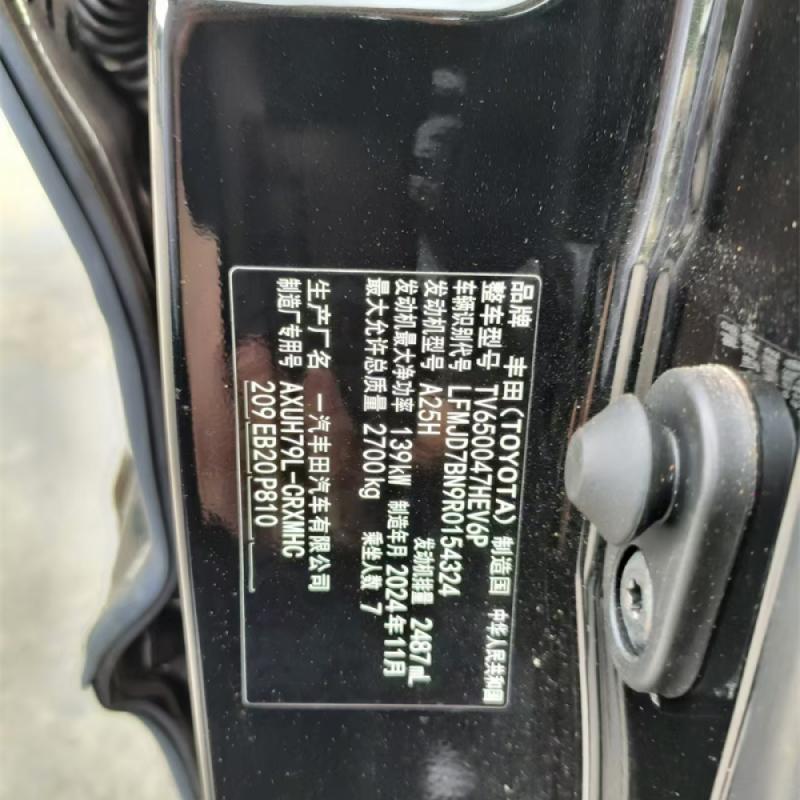 品牌 丰田(TOYOTA) 制造国 中华人民共和国
整车型号 TV650047HEV6P
车辆识别代号 LFMJD7BN9R0154324
发动机型号 A25H 发动机排量 2487mL
发动机最大净功率 139kW 制造年月 2024年11月
最大允许总质量 2700kg 乘坐人数 7
生产厂名 一汽丰田汽车有限公司
制造厂专用号 AXUH79L-CRXMHC
209 EB20 P810